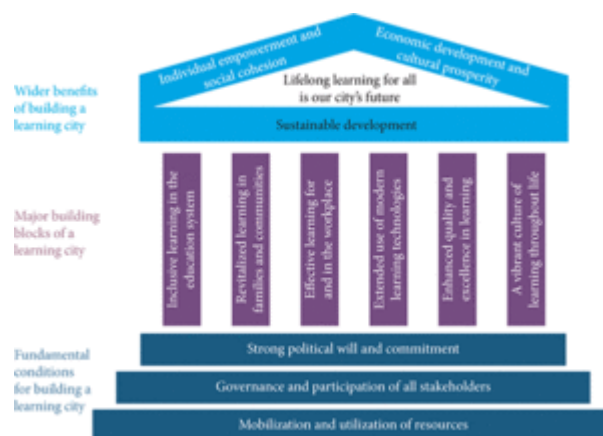 Individual empowerment and
social cohesion
Economic development and
cultural prosperity
Wider benefits
of building a
learning city
Lifelong learning for all
is our city's future
Sustainable development
Major building
blocks of a
learning city
Inclusive learning in the
education system
Revitalized learning in
families and communities
Effective learning for
and in the workplace
Extended use of modern
learning technologies
Enhanced quality and
excellence in learning
A vibrant culture of
learning throughout life
Fundamental
conditions
for building a
learning city
Strong political will and commitment
Governance and participation of all stakeholders
Mobilization and utilization of resources